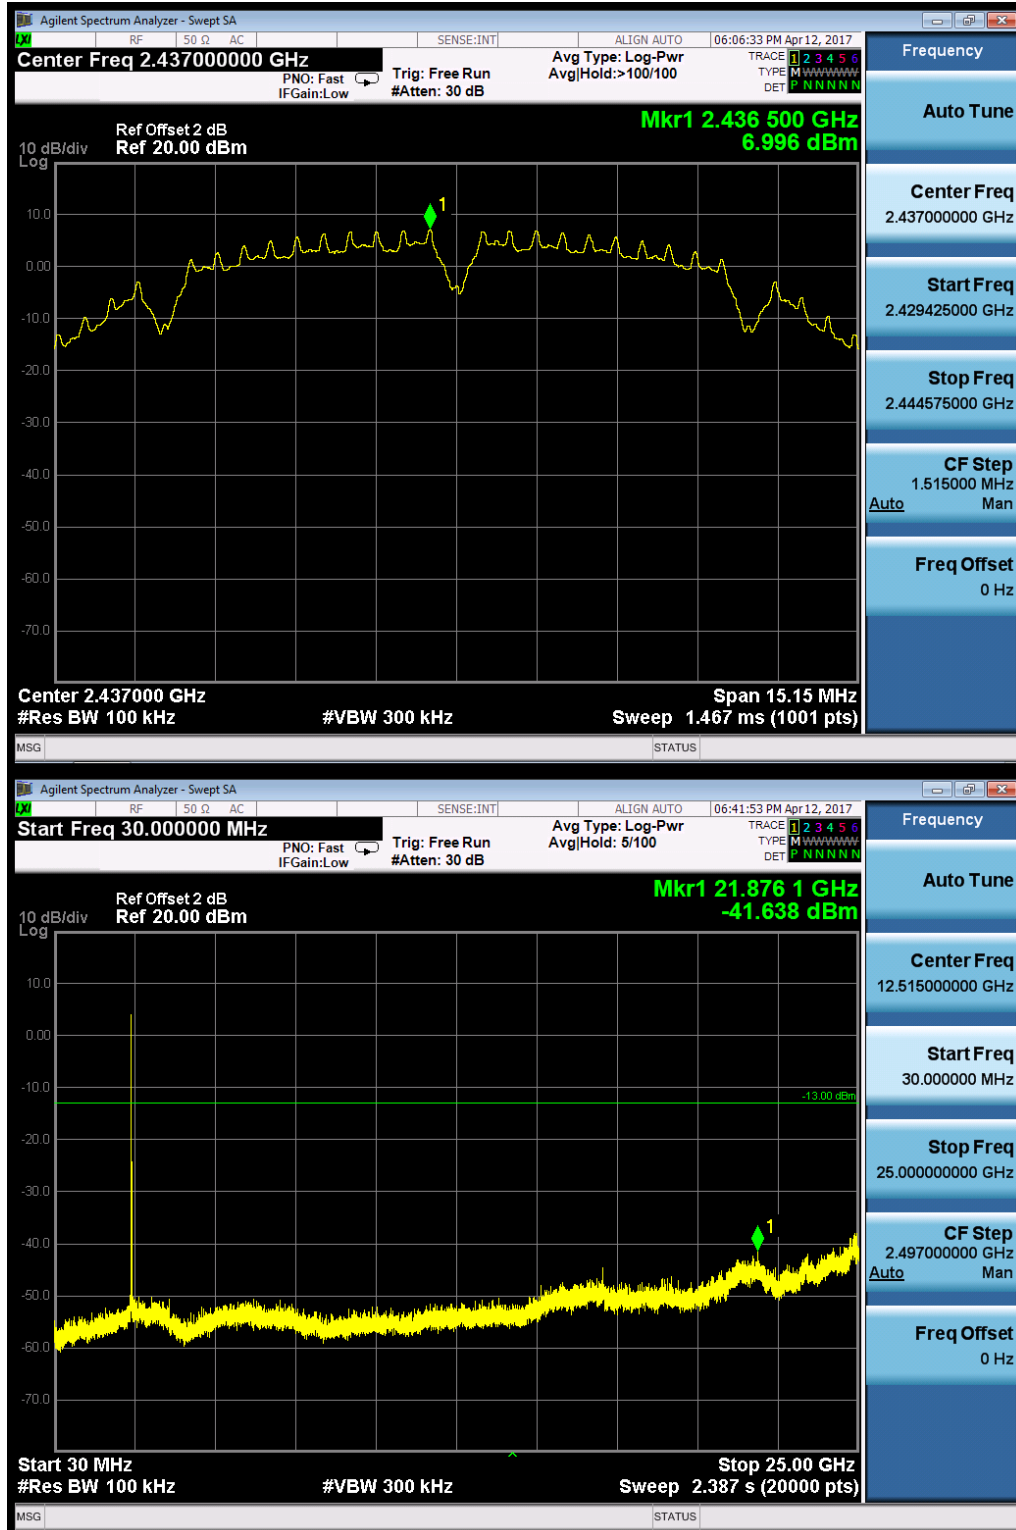 Agilent Spectrum Analyzer - Swept SA
LXI RF 50 Ω AC SENSE:INT ALIGN AUTO 06:06:33 PM Apr 12, 2017
Center Freq 2.437000000 GHz
PNO: Fast
IFGain:Low
Trig: Free Run
#Atten: 30 dB
Avg Type: Log-Pwr
Avg|Hold:>100/100
TRACE 1 2 3 4 5 6
TYPE M WWWWW
DET P N N N N N
Mkr1 2.436 500 GHz
6.996 dBm
Ref Offset 2 dB
10 dB/div Ref 20.00 dBm
Log
1
10.0
0.00
-10.0
-20.0
-30.0
-40.0
-50.0
-60.0
-70.0
Center 2.437000 GHz Span 15.15 MHz
#Res BW 100 kHz #VBW 300 kHz Sweep 1.467 ms (1001 pts)
MSG STATUS
Frequency
Auto Tune
Center Freq
2.437000000 GHz
Start Freq
2.429425000 GHz
Stop Freq
2.444575000 GHz
CF Step
1.515000 MHz
Auto Man
Freq Offset
0 Hz
Agilent Spectrum Analyzer - Swept SA
LXI RF 50 Ω AC SENSE:INT ALIGN AUTO 06:41:53 PM Apr 12, 2017
Start Freq 30.000000 MHz
PNO: Fast
IFGain:Low
Trig: Free Run
#Atten: 30 dB
Avg Type: Log-Pwr
Avg|Hold: 5/100
TRACE 1 2 3 4 5 6
TYPE M WWWWW
DET P N N N N N
Mkr1 21.876 1 GHz
-41.638 dBm
Ref Offset 2 dB
10 dB/div Ref 20.00 dBm
Log
10.0
0.00
-10.0
-13.00 dBm
-20.0
-30.0
1
-40.0
-50.0
-60.0
-70.0
Start 30 MHz Stop 25.00 GHz
#Res BW 100 kHz #VBW 300 kHz Sweep 2.387 s (20000 pts)
MSG STATUS
Frequency
Auto Tune
Center Freq
12.515000000 GHz
Start Freq
30.000000 MHz
Stop Freq
25.000000000 GHz
CF Step
2.497000000 GHz
Auto Man
Freq Offset
0 Hz